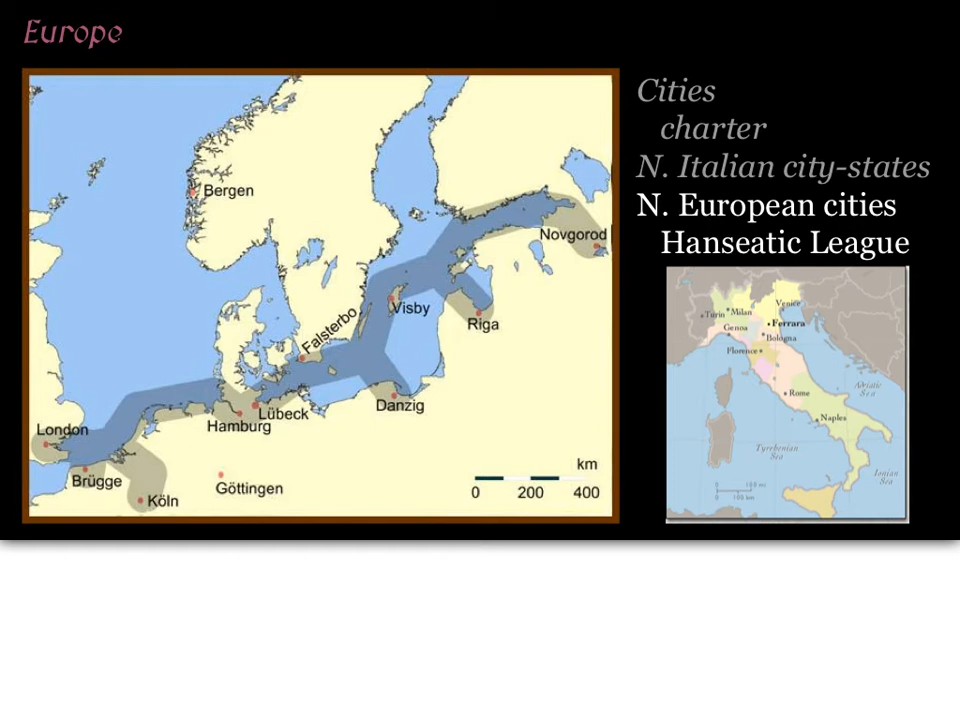 Europe
Cities
charter
N. Italian city-states
N. European cities
Hanseatic League
Bergen
Novgorod
Visby
Riga
Falsterbo
Danzig
Lübeck
Hamburg
London
Brügge
Köln
Göttingen
km
0 200 400
Venice
Turin Milan
Genoa
Ferrara
Bologna
Florence
Adriatic
Sea
Rome
Naples
Tyrrhenian
Sea
Ionian
Sea